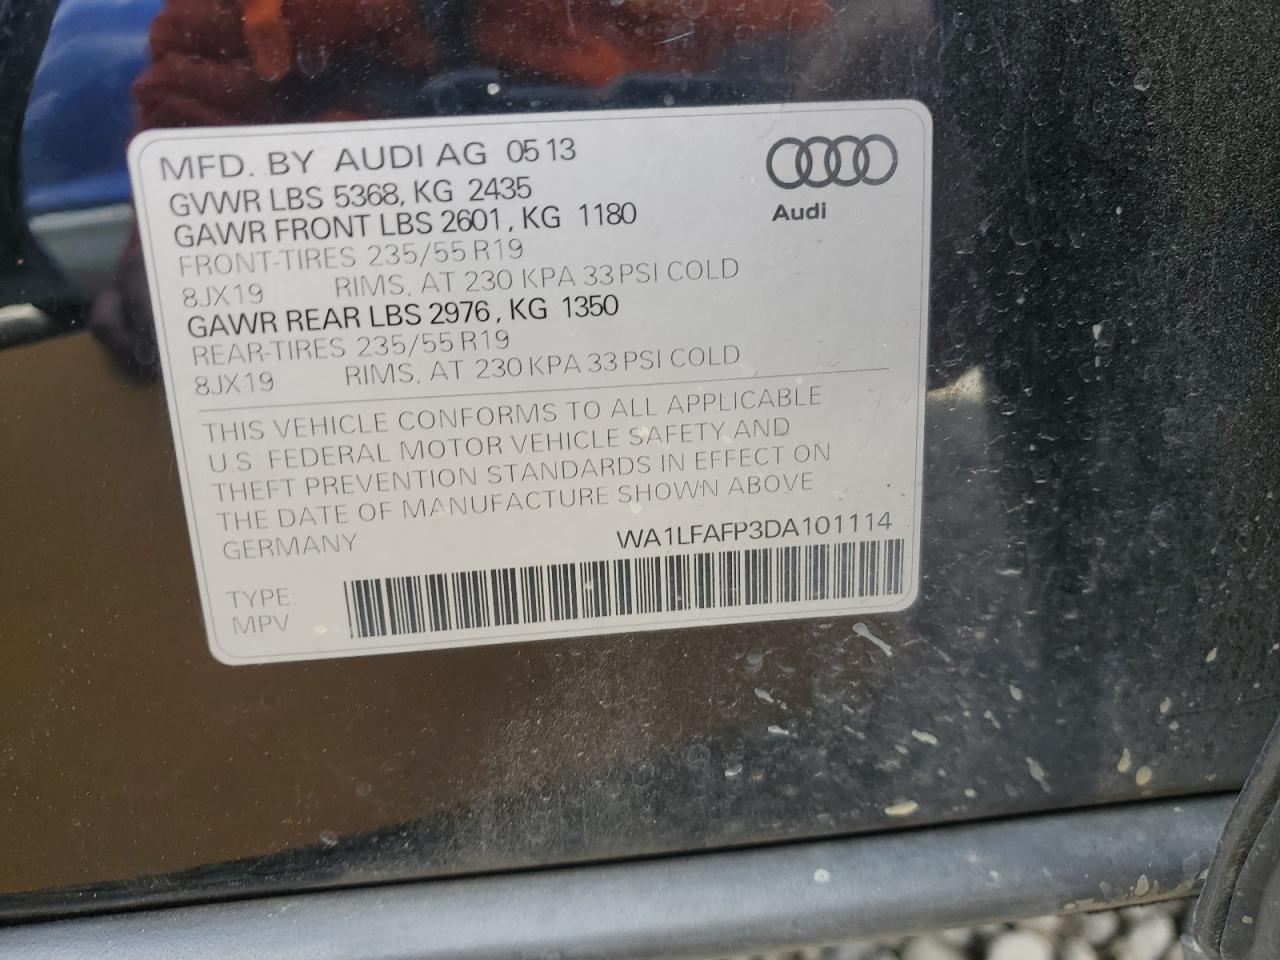 MFD. BY AUDI AG 05 13
GVWR LBS 5368, KG 2435
GAWR FRONT LBS 2601, KG 1180
FRONT-TIRES 235/55 R19
8JX19 RIMS, AT 230 KPA 33 PSI COLD
GAWR REAR LBS 2976, KG 1350
REAR-TIRES 235/55 R19
8JX19 RIMS, AT 230 KPA 33 PSI COLD
Audi
THIS VEHICLE CONFORMS TO ALL APPLICABLE
U.S. FEDERAL MOTOR VEHICLE SAFETY AND
THEFT PREVENTION STANDARDS IN EFFECT ON
THE DATE OF MANUFACTURE SHOWN ABOVE
GERMANY WA1LFAFP3DA101114
TYPE:
MPV